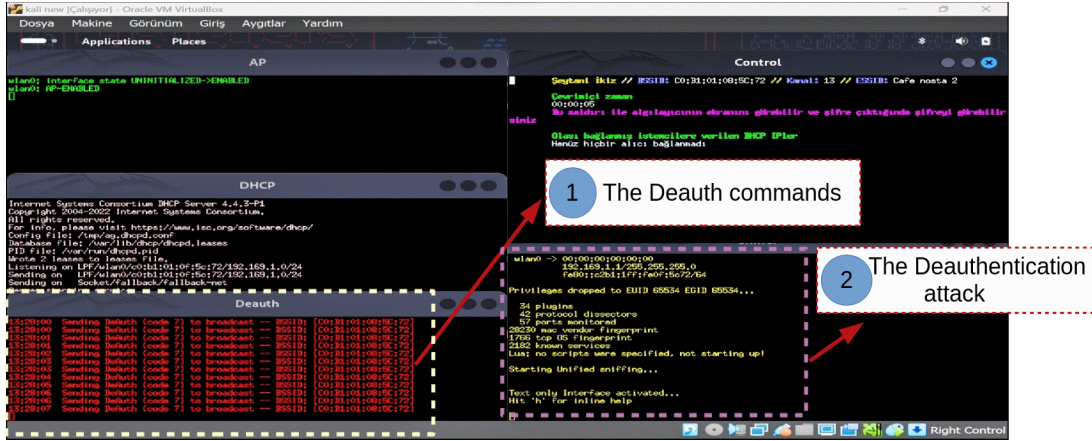 kali new [Çalışıyor] - Oracle VM VirtualBox
Dosya Makine Görünüm Giriş Aygıtlar Yardım
Applications Places
AP
wlan0: interface state UNINITIALIZED->ENABLED
wlan0: AP-ENABLED
Control
Şeytani İkiz // BSSID: C0:B1:01:08:5C:72 // Kanal: 13 // ESSID: Cafe nosta 2
Çevrimiçi zaman
00:00:05
Bu saldırı ile algılayıcının ekranını görebilir ve şifre çıktığında şifreyi görebilir
siniz
Olası bağlanmış istemcilere verilen DHCP IPler
Henüz hiçbir alıcı bağlanmadı
DHCP
Internet Systems Consortium DHCP Server 4.4.3-P1
Copyright 2004-2022 Internet Systems Consortium.
All rights reserved.
For info, please visit https://www.isc.org/software/dhcp/
Config file: /tmp/ag.dhcpd.conf
Database file: /var/lib/dhcp/dhcpd.leases
PID file: /var/run/dhcpd.pid
Wrote 2 leases to leases file.
Listening on LPF/wlan0/c0:b1:01:0f:5c:72/192.169.1.0/24
Sending on LPF/wlan0/c0:b1:01:0f:5c:72/192.169.1.0/24
Sending on Socket/fallback/fallback-net
1 The Deauth commands
Deauth
13:28:00 Sending DeAuth (code 7) to broadcast -- BSSID: [C0:B1:01:08:5C:72]
13:28:00 Sending DeAuth (code 7) to broadcast -- BSSID: [C0:B1:01:08:5C:72]
13:28:01 Sending DeAuth (code 7) to broadcast -- BSSID: [C0:B1:01:08:5C:72]
13:28:01 Sending DeAuth (code 7) to broadcast -- BSSID: [C0:B1:01:08:5C:72]
13:28:02 Sending DeAuth (code 7) to broadcast -- BSSID: [C0:B1:01:08:5C:72]
13:28:03 Sending DeAuth (code 7) to broadcast -- BSSID: [C0:B1:01:08:5C:72]
13:28:03 Sending DeAuth (code 7) to broadcast -- BSSID: [C0:B1:01:08:5C:72]
13:28:04 Sending DeAuth (code 7) to broadcast -- BSSID: [C0:B1:01:08:5C:72]
13:28:05 Sending DeAuth (code 7) to broadcast -- BSSID: [C0:B1:01:08:5C:72]
13:28:06 Sending DeAuth (code 7) to broadcast -- BSSID: [C0:B1:01:08:5C:72]
13:28:06 Sending DeAuth (code 7) to broadcast -- BSSID: [C0:B1:01:08:5C:72]
13:28:07 Sending DeAuth (code 7) to broadcast -- BSSID: [C0:B1:01:08:5C:72]
wlan0 -> 00:00:00:00:00:00
192.169.1.1/255.255.255.0
fe80::c2b1:1ff:fe0f:5c72/64
Privileges dropped to EUID 65534 EGID 65534...
34 plugins
42 protocol dissectors
57 ports monitored
28230 mac vendor fingerprint
1766 tcp OS fingerprint
2182 known services
Lua: no scripts were specified, not starting up!
Starting Unified sniffing...
Text only Interface activated...
Hit 'h' for inline help
2 The Deauthentication
attack
Right Control